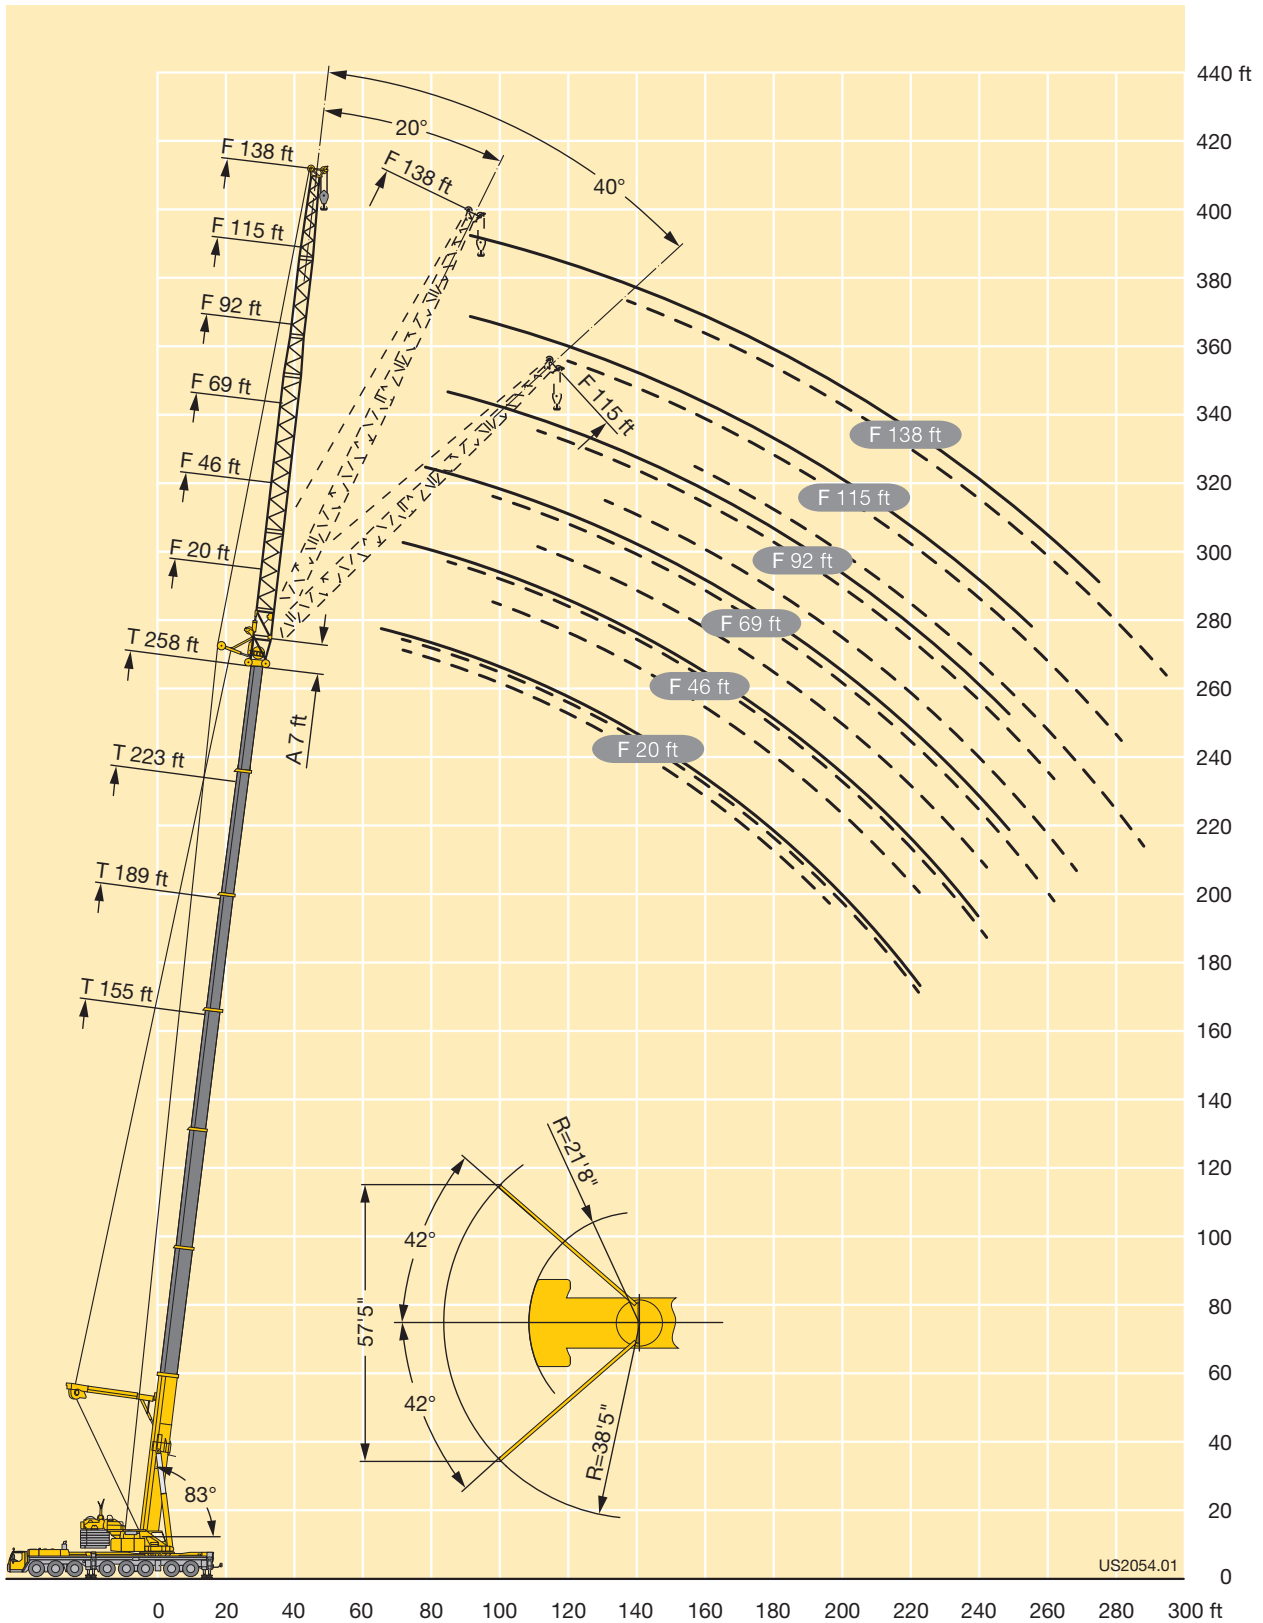 440 ft
420
400
380
360
340
320
300
280
260
240
220
200
180
160
140
120
100
80
60
40
20
0
20°
40°
F 138 ft
F 138 ft
F 115 ft
F 92 ft
F 69 ft
F 46 ft
F 20 ft
F 115 ft
T 258 ft
A 7 ft
T 223 ft
T 189 ft
T 155 ft
F 138 ft
F 115 ft
F 92 ft
F 69 ft
F 46 ft
F 20 ft
R=21'8"
42°
57'5"
42°
R=38'5"
83°
US2054.01
0 20 40 60 80 100 120 140 160 180 200 220 240 260 280 300 ft